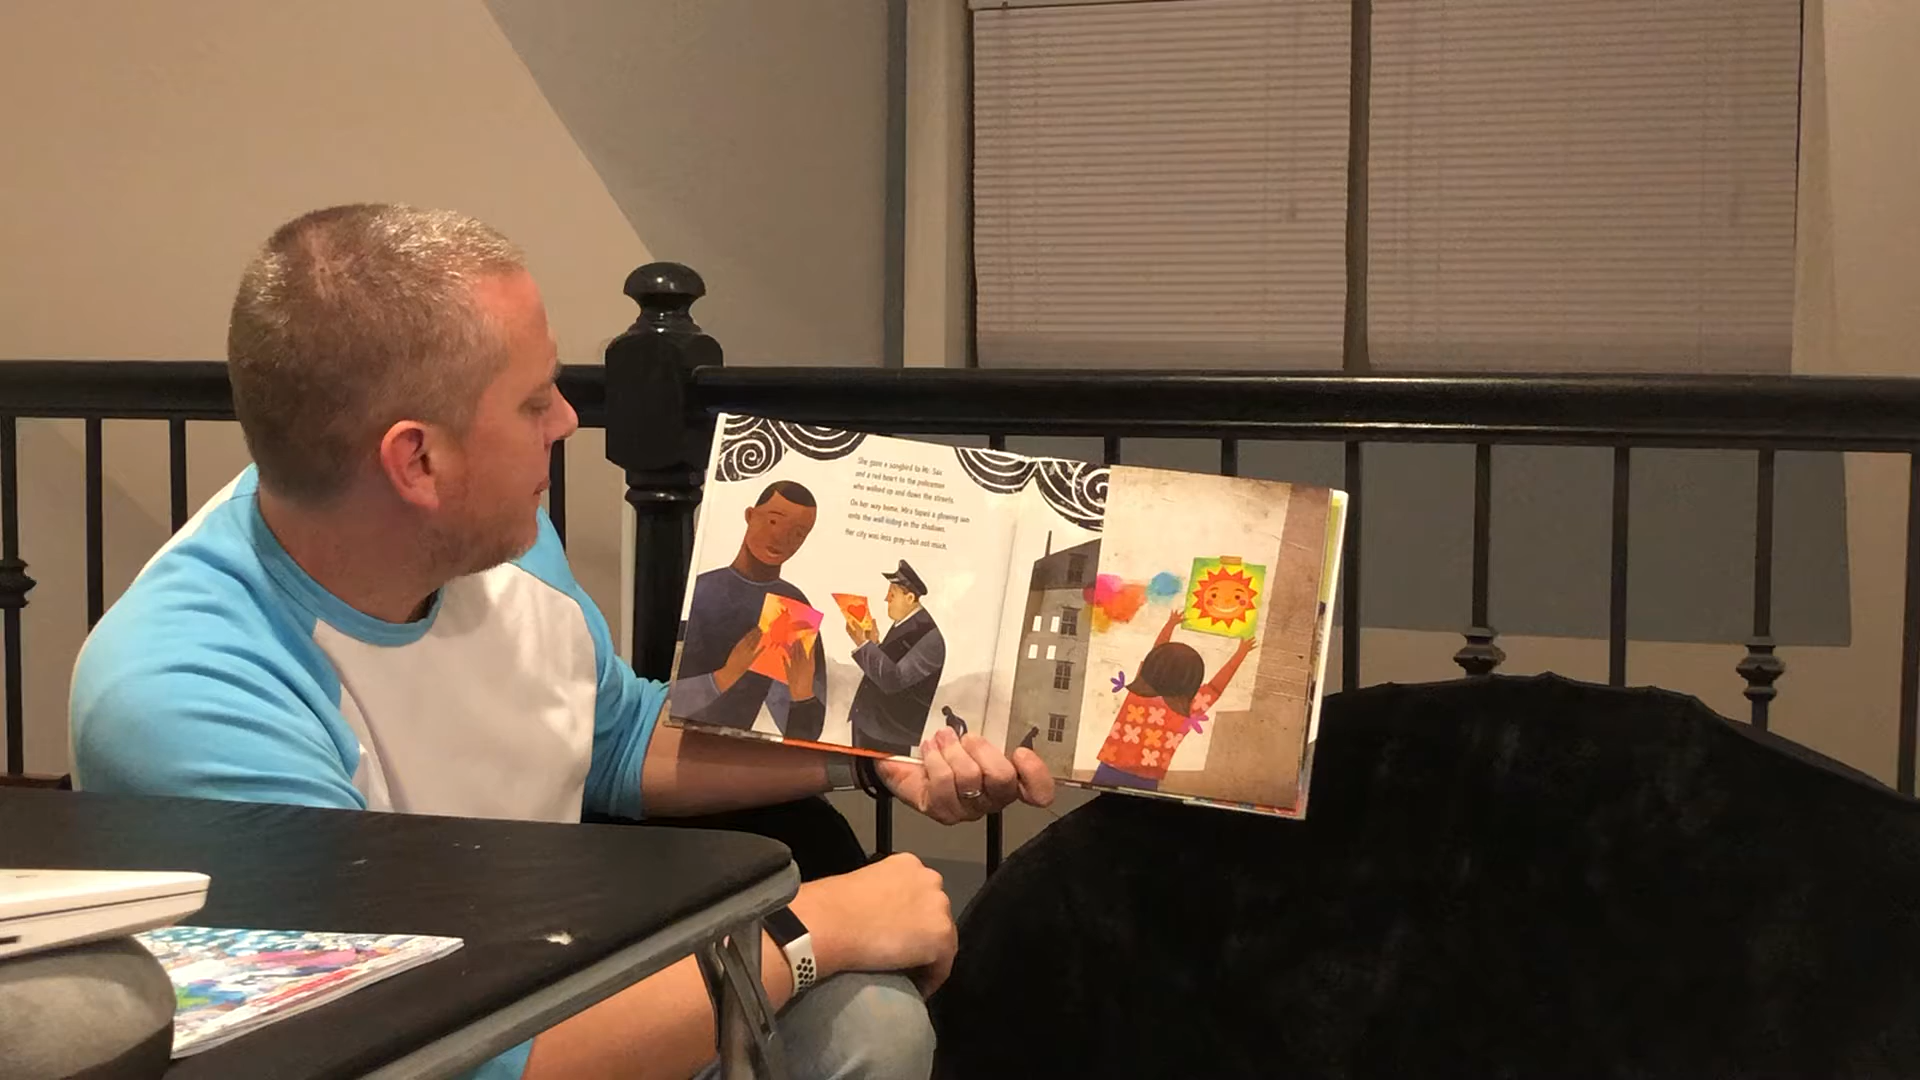 She gave a songbird to Mr. Sax
and a red heart to the policeman
who walked up and down the streets.
On her way home, Mira taped a glowing sun
onto the wall hiding in the shadows.
Her city was less gray—but not much.